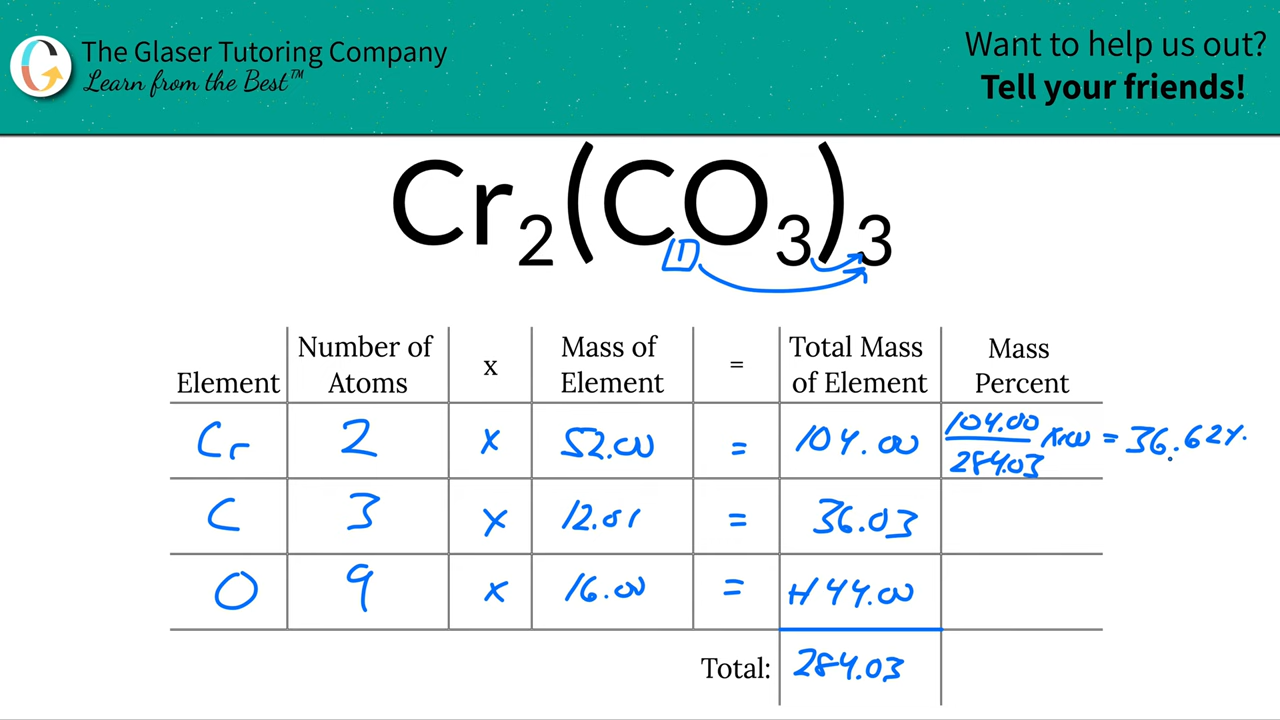 The Glaser Tutoring Company
Learn from the Best™
Want to help us out?
Tell your friends!
Cr2(CO3)3
1
Element Number of Atoms x Mass of Element = Total Mass of Element Mass Percent
Cr 2 x 52.00 = 104.00 104.00/284.03 x100 = 36.62%
C 3 x 12.01 = 36.03
O 9 x 16.00 = +144.00
Total: 284.03